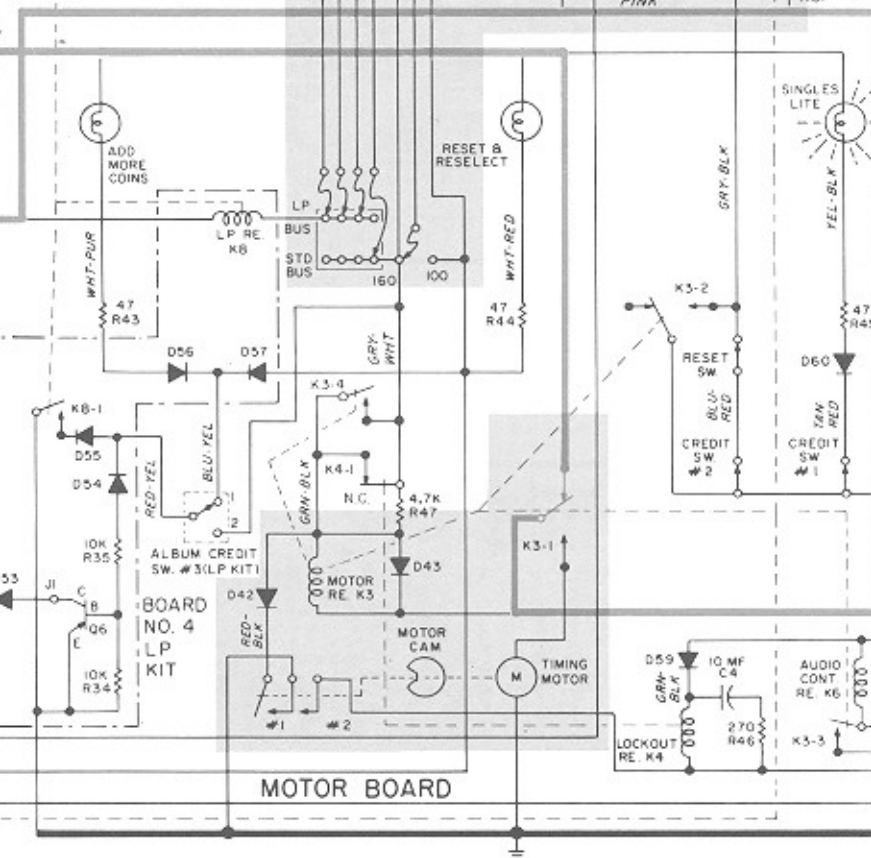 PINK
SINGLES
LITE
ADD
MORE
COINS
RESET &
RESELECT
GRY-BLK
YEL-BLK
LP
BUS
LP RE.
K8
WHT-PUR
WHT-RED
STD
BUS
160
100
47
R43
47
R44
K3-2
47
R45
GRY-
WHT
D56
D57
RESET
SW.
D60
K3-4
K8-1
BLU-
RED
TAN
RED
D55
BLU-YEL
CREDIT
SW.
#2
CREDIT
SW
#1
D54
RED-YEL
GRN-BLK
K4-1
N.C.
4.7K
R47
1
2
10K
R35
ALBUM CREDIT
SW. #3(LP KIT)
K3-1
D43
53
J1
C
B
Q6
E
BOARD
NO. 4
LP
KIT
D42
MOTOR
RE. K3
RED-
BLK
MOTOR
CAM
M
TIMING
MOTOR
D59
10 MF
C4
AUDIO
CONT.
RE. K6
10K
R34
GRN-
BLK
#1
#2
270
R46
LOCKOUT
RE. K4
K3-3
MOTOR BOARD